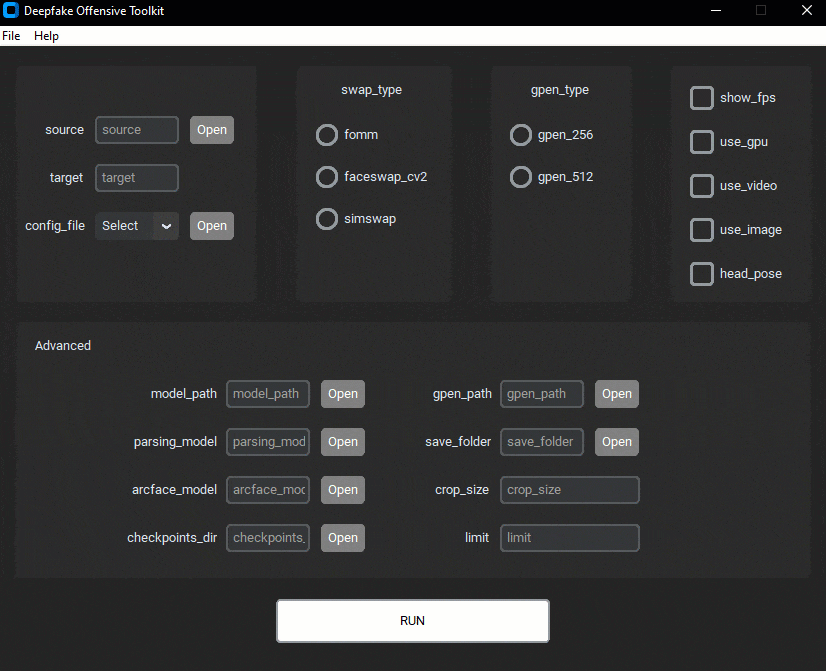 Deepfake Offensive Toolkit
File Help
source source Open
target target
config_file Select Open
swap_type
fomm
faceswap_cv2
simswap
gpen_type
gpen_256
gpen_512
show_fps
use_gpu
use_video
use_image
head_pose
Advanced
model_path model_path Open
parsing_model parsing_mod Open
arcface_model arcface_moc Open
checkpoints_dir checkpoints_ Open
gpen_path gpen_path Open
save_folder save_folder Open
crop_size crop_size
limit limit
RUN